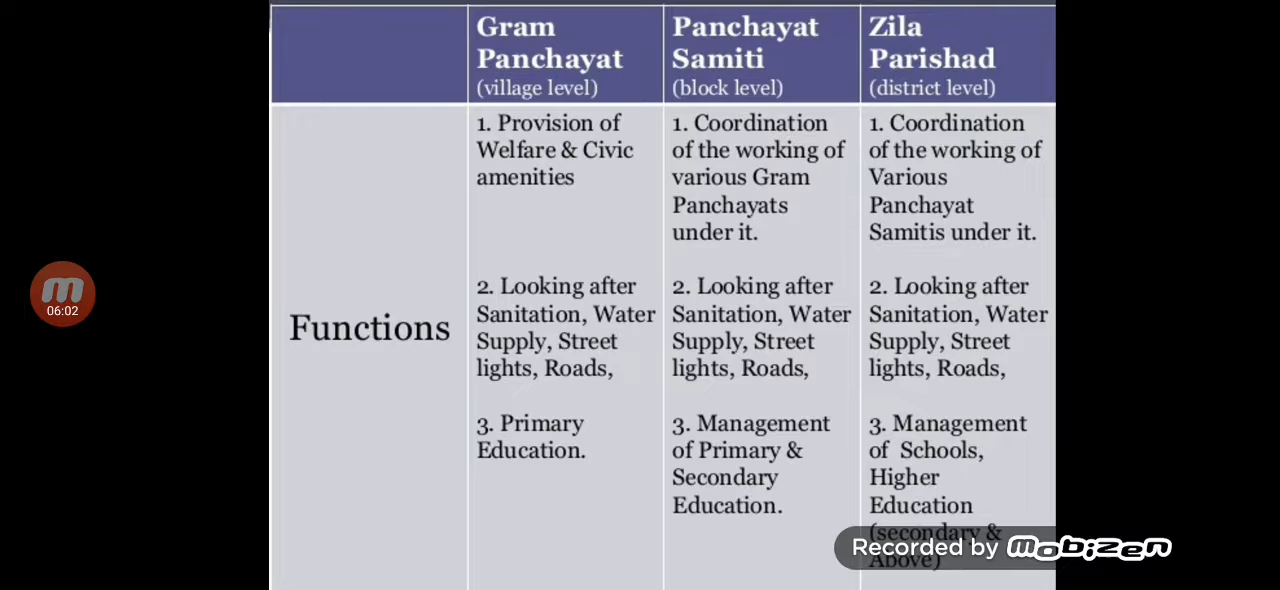 Gram
Panchayat
(village level)
Panchayat
Samiti
(block level)
Zila
Parishad
(district level)
Functions
1. Provision of
Welfare & Civic
amenities
2. Looking after
Sanitation, Water
Supply, Street
lights, Roads,
3. Primary
Education.
1. Coordination
of the working of
various Gram
Panchayats
under it.
2. Looking after
Sanitation, Water
Supply, Street
lights, Roads,
3. Management
of Primary &
Secondary
Education.
1. Coordination
of the working of
Various
Panchayat
Samitis under it.
2. Looking after
Sanitation, Water
Supply, Street
lights, Roads,
3. Management
of Schools,
Higher
Education
(secondary &
Above)
06:02
Recorded by mobizen